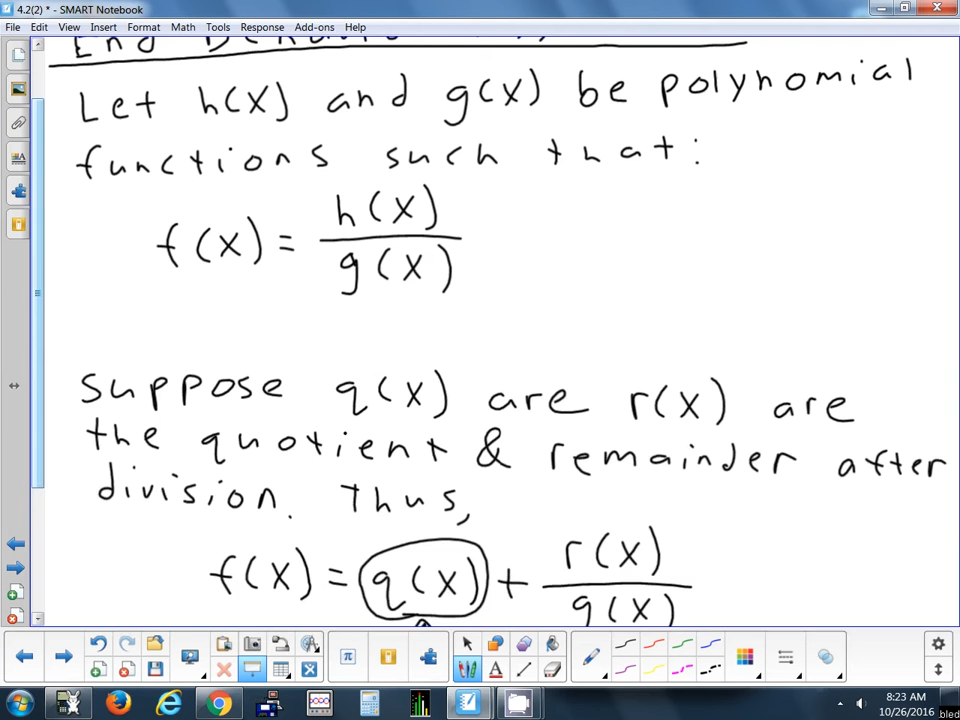 4.2(2) * - SMART Notebook
File Edit View Insert Format Math Tools Response Add-ons Help
End
Let h(x) and g(x) be polynomial
functions such that:
f(x) = h(x)
g(x)
Suppose q(x) are r(x) are
the quotient & remainder after
division. Thus,
f(x) = q(x) + r(x)
g(x)
8:23 AM
10/26/2016
bled